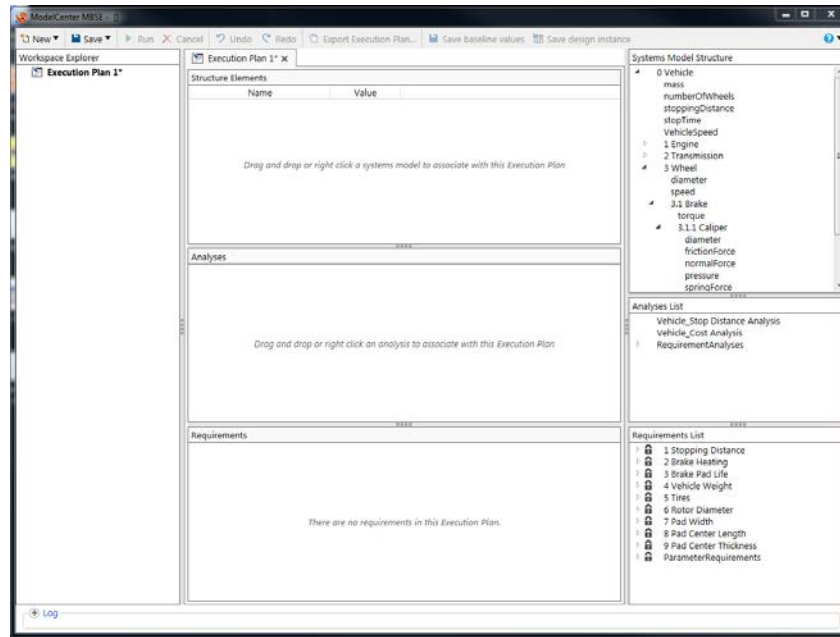 ModelCenter MBSE -
New Save Run Cancel Undo Redo Export Execution Plan... Save baseline values Save design instance
Workspace Explorer
Execution Plan 1*
Execution Plan 1* x
Structure Elements
Name Value
Drag and drop or right click a systems model to associate with this Execution Plan
Analyses
Drag and drop or right click an analysis to associate with this Execution Plan
Requirements
There are no requirements in this Execution Plan.
Systems Model Structure
0 Vehicle
mass
numberOfWheels
stoppingDistance
stopTime
VehicleSpeed
1 Engine
2 Transmission
3 Wheel
diameter
speed
3.1 Brake
torque
3.1.1 Caliper
diameter
frictionForce
normalForce
pressure
springForce
Analyses List
Vehicle_Stop Distance Analysis
Vehicle_Cost Analysis
RequirementAnalyses
Requirements List
1 Stopping Distance
2 Brake Heating
3 Brake Pad Life
4 Vehicle Weight
5 Tires
6 Rotor Diameter
7 Pad Width
8 Pad Center Length
9 Pad Center Thickness
ParameterRequirements
Log